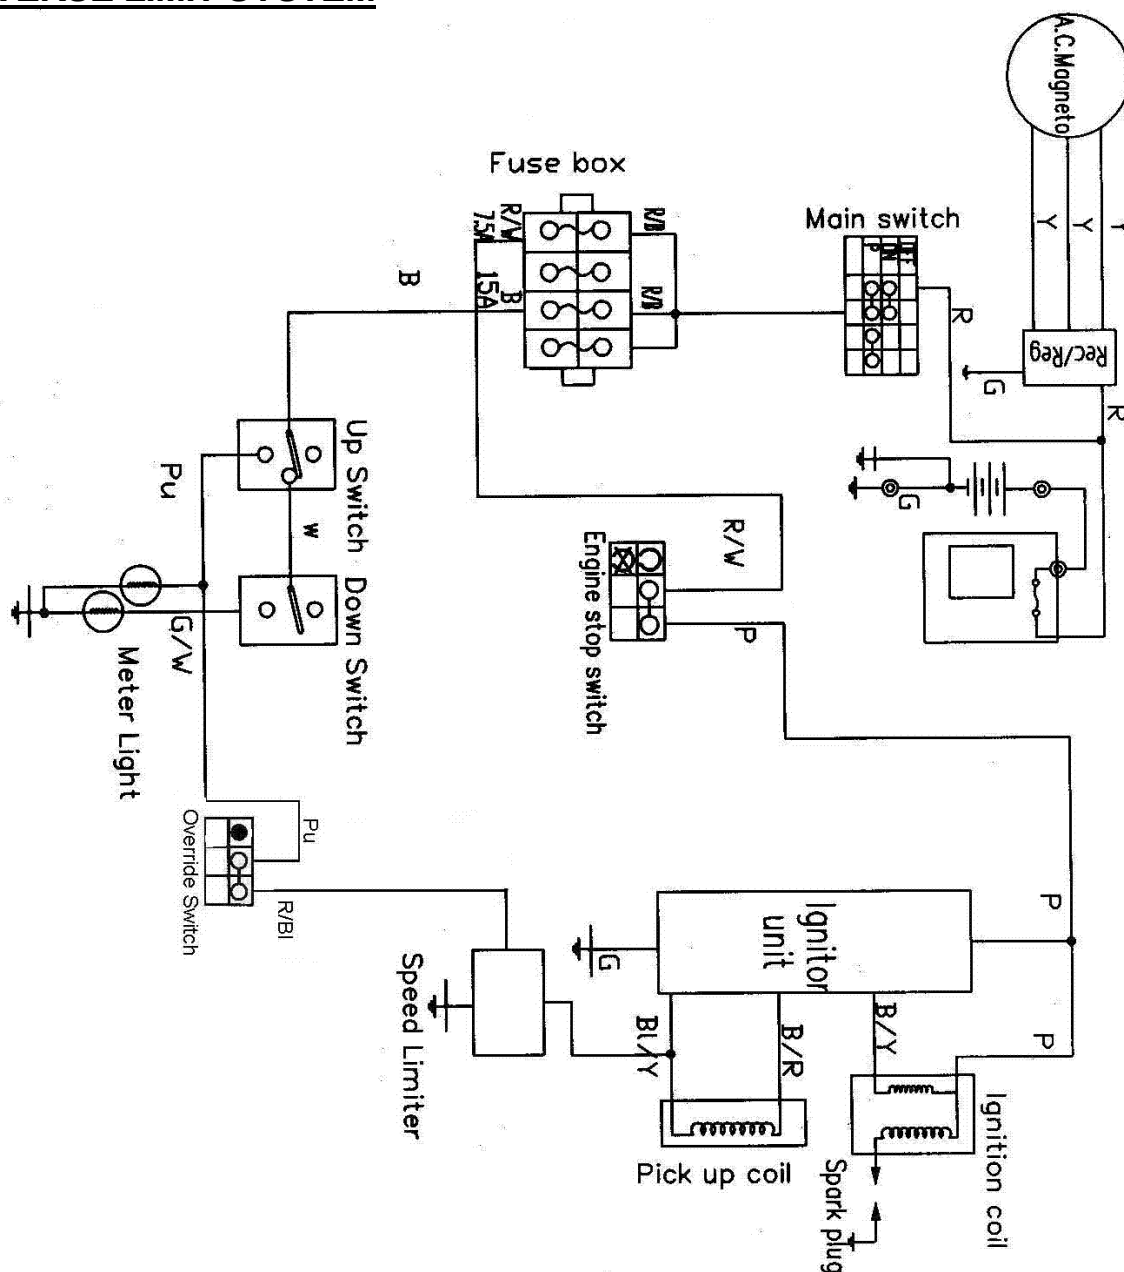 A.C.Magneto
Y
Y
Y
Fuse box
Main switch
R/W
7.5A
R/B
B
15A
R/B
B
P
R
Rec/Reg
G
R
G
Up Switch
Pu
W
R/W
Engine stop switch
P
Down Switch
G/W
Meter Light
Pu
Override Switch
R/Bl
P
Ignitor
unit
G
Speed Limiter
Bl/Y
B/R
B/Y
P
Ignition coil
Pick up coil
Spark plug